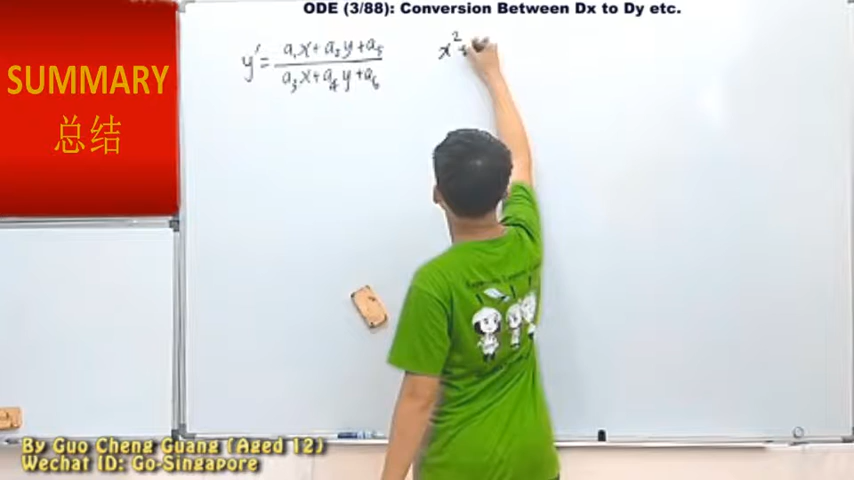 ODE (3/88): Conversion Between Dx to Dy etc.
SUMMARY
总结
y' = (a₁x + a₂y + a₅) / (a₃x + a₄y + a₆)
x² +
By Guo Cheng Guang (Aged 12)
Wechat ID: Go-Singapore